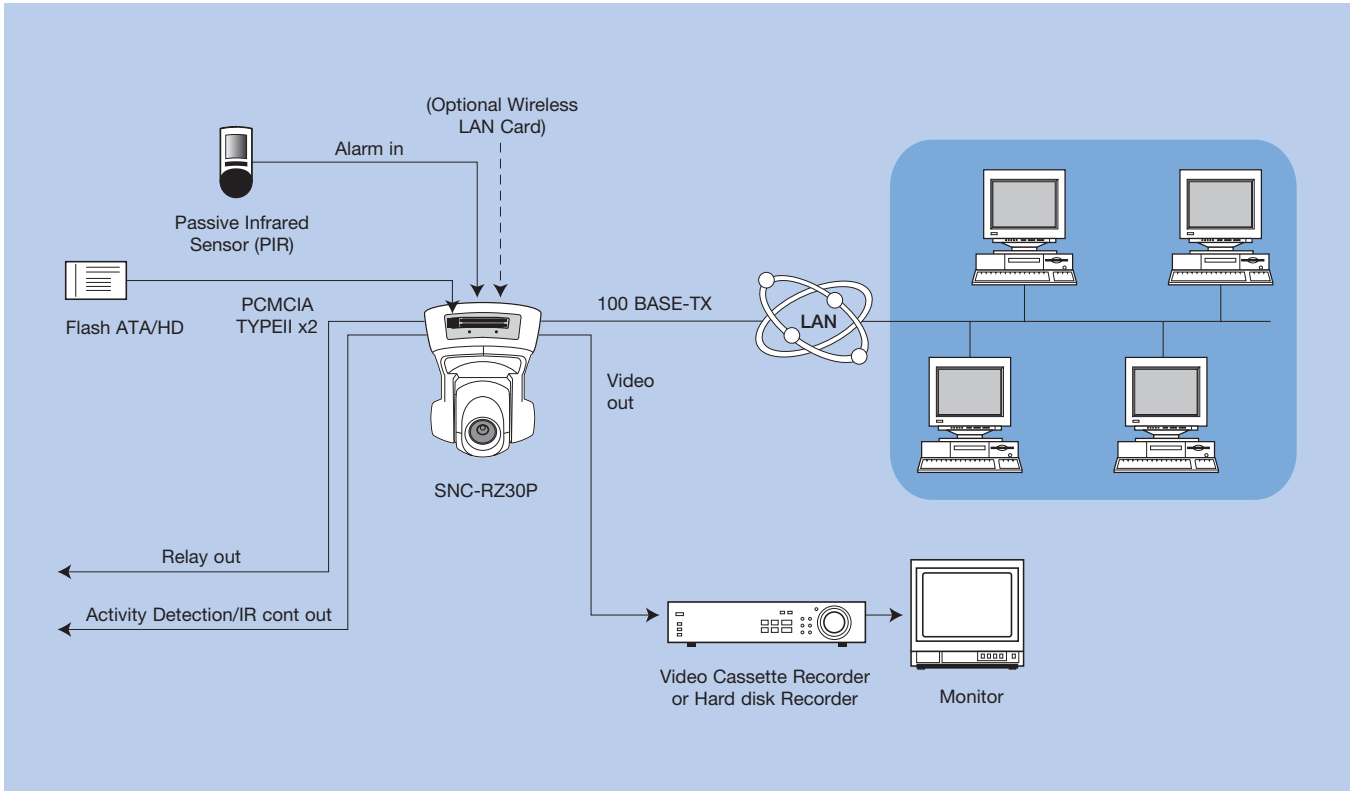 (Optional Wireless
LAN Card)
Alarm in
Passive Infrared
Sensor (PIR)
PCMCIA
TYPEII x2
Flash ATA/HD
100 BASE-TX
LAN
Video
out
SNC-RZ30P
Relay out
Activity Detection/IR cont out
Video Cassette Recorder
or Hard disk Recorder
Monitor